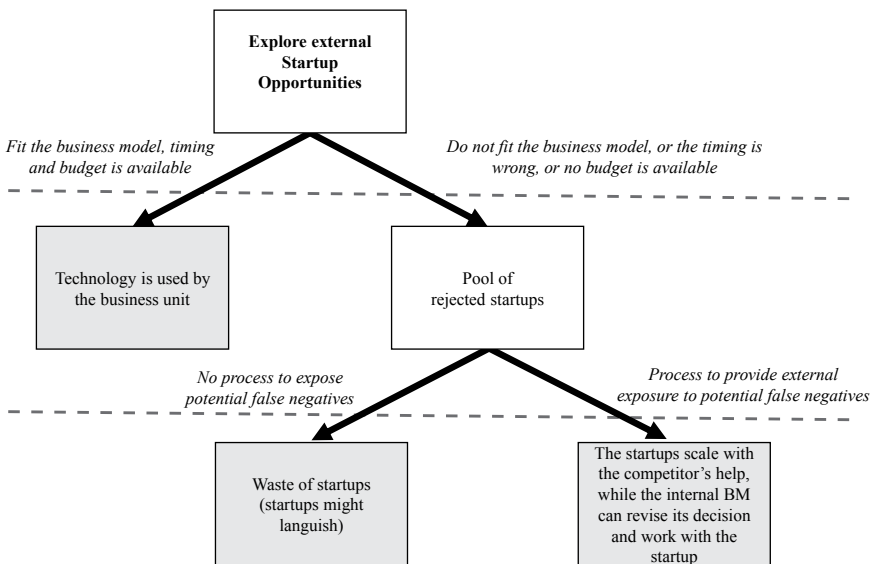 Explore external
Startup
Opportunities
Fit the business model, timing
and budget is available
Do not fit the business model, or the timing is
wrong, or no budget is available
Technology is used by
the business unit
Pool of
rejected startups
No process to expose
potential false negatives
Process to provide external
exposure to potential false negatives
Waste of startups
(startups might
languish)
The startups scale with
the competitor’s help,
while the internal BM
can revise its decision
and work with the
startup